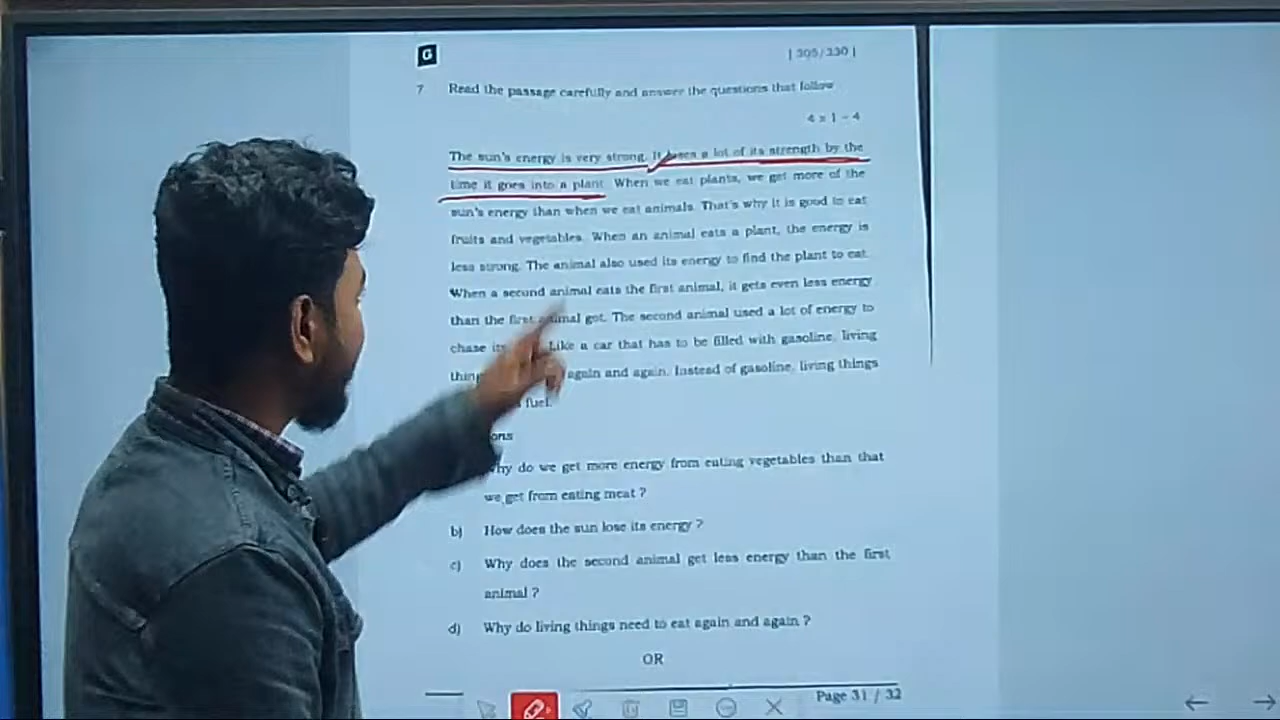 G
| 305/330 |
7 Read the passage carefully and answer the questions that follow
4 x 1 - 4
The sun's energy is very strong. It loses a lot of its strength by the
time it goes into a plant. When we eat plants, we get more of the
sun's energy than when we eat animals. That's why it is good to eat
fruits and vegetables. When an animal eats a plant, the energy is
less strong. The animal also used its energy to find the plant to eat.
When a second animal eats the first animal, it gets even less energy
than the first animal got. The second animal used a lot of energy to
chase Like a car that has to be filled with gasoline, living
again and again. Instead of gasoline, living things
fuel.
we get more energy from eating vegetables than that
we get from eating meat ?
b) How does the sun lose its energy ?
c) Why does the second animal get less energy than the first
animal ?
d) Why do living things need to eat again and again ?
OR
Page 31 / 32